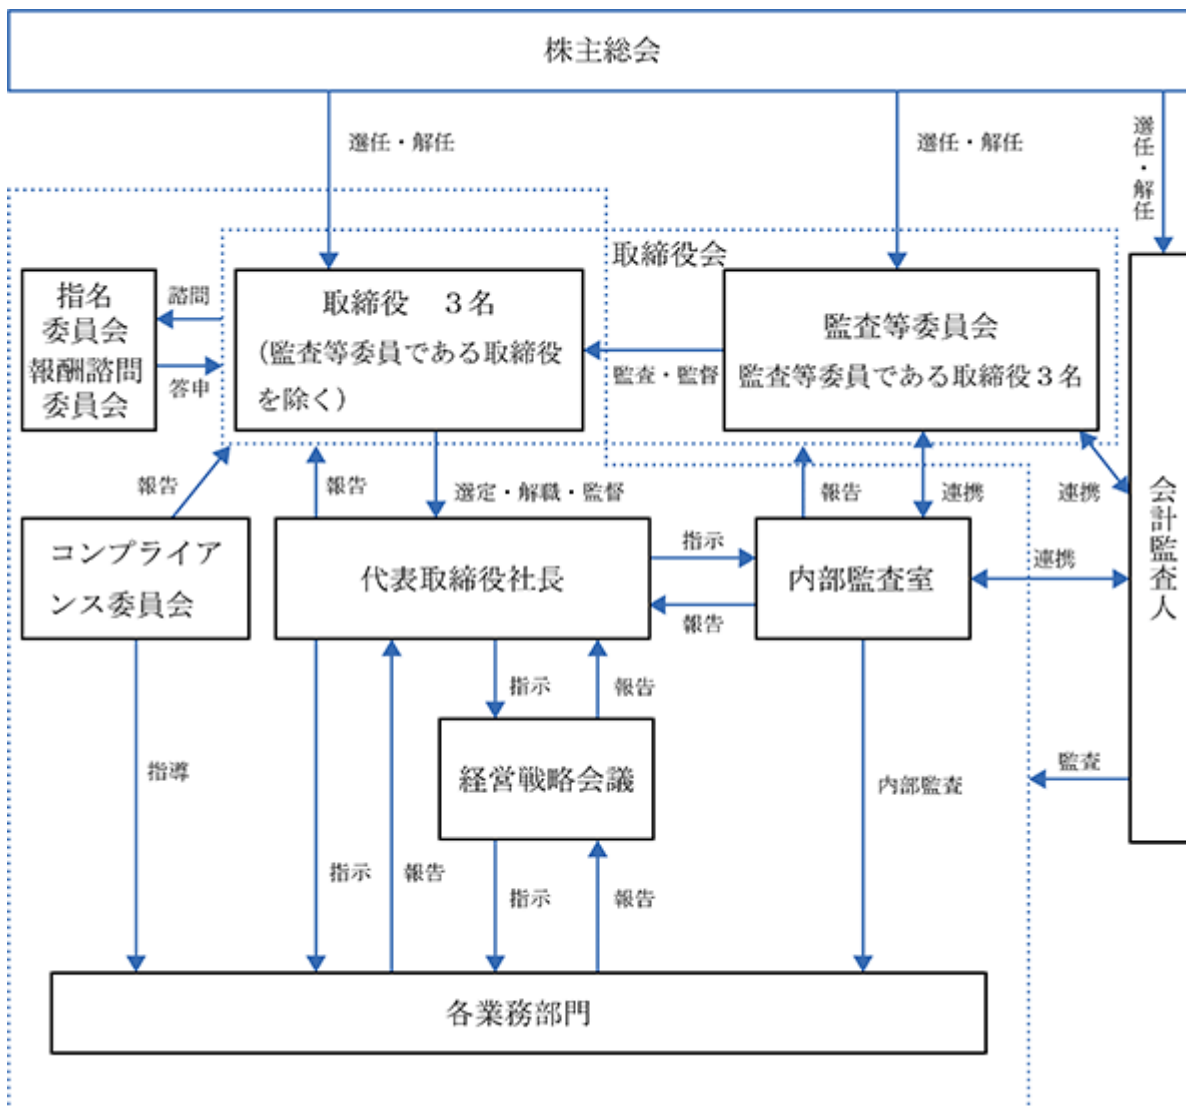 株主総会
選任・解任
選任・解任
選任・解任
取締役会
指名
委員会
報酬諮問
委員会
諮問
答申
取締役　３名
（監査等委員である取締役
を除く）
監査・監督
監査等委員会
監査等委員である取締役３名
報告
報告
選定・解職・監督
報告
連携
連携
コンプライア
ンス委員会
代表取締役社長
指示
報告
内部監査室
連携
会計監査人
指示
報告
指導
経営戦略会議
内部監査
監査
指示
報告
指示
報告
各業務部門